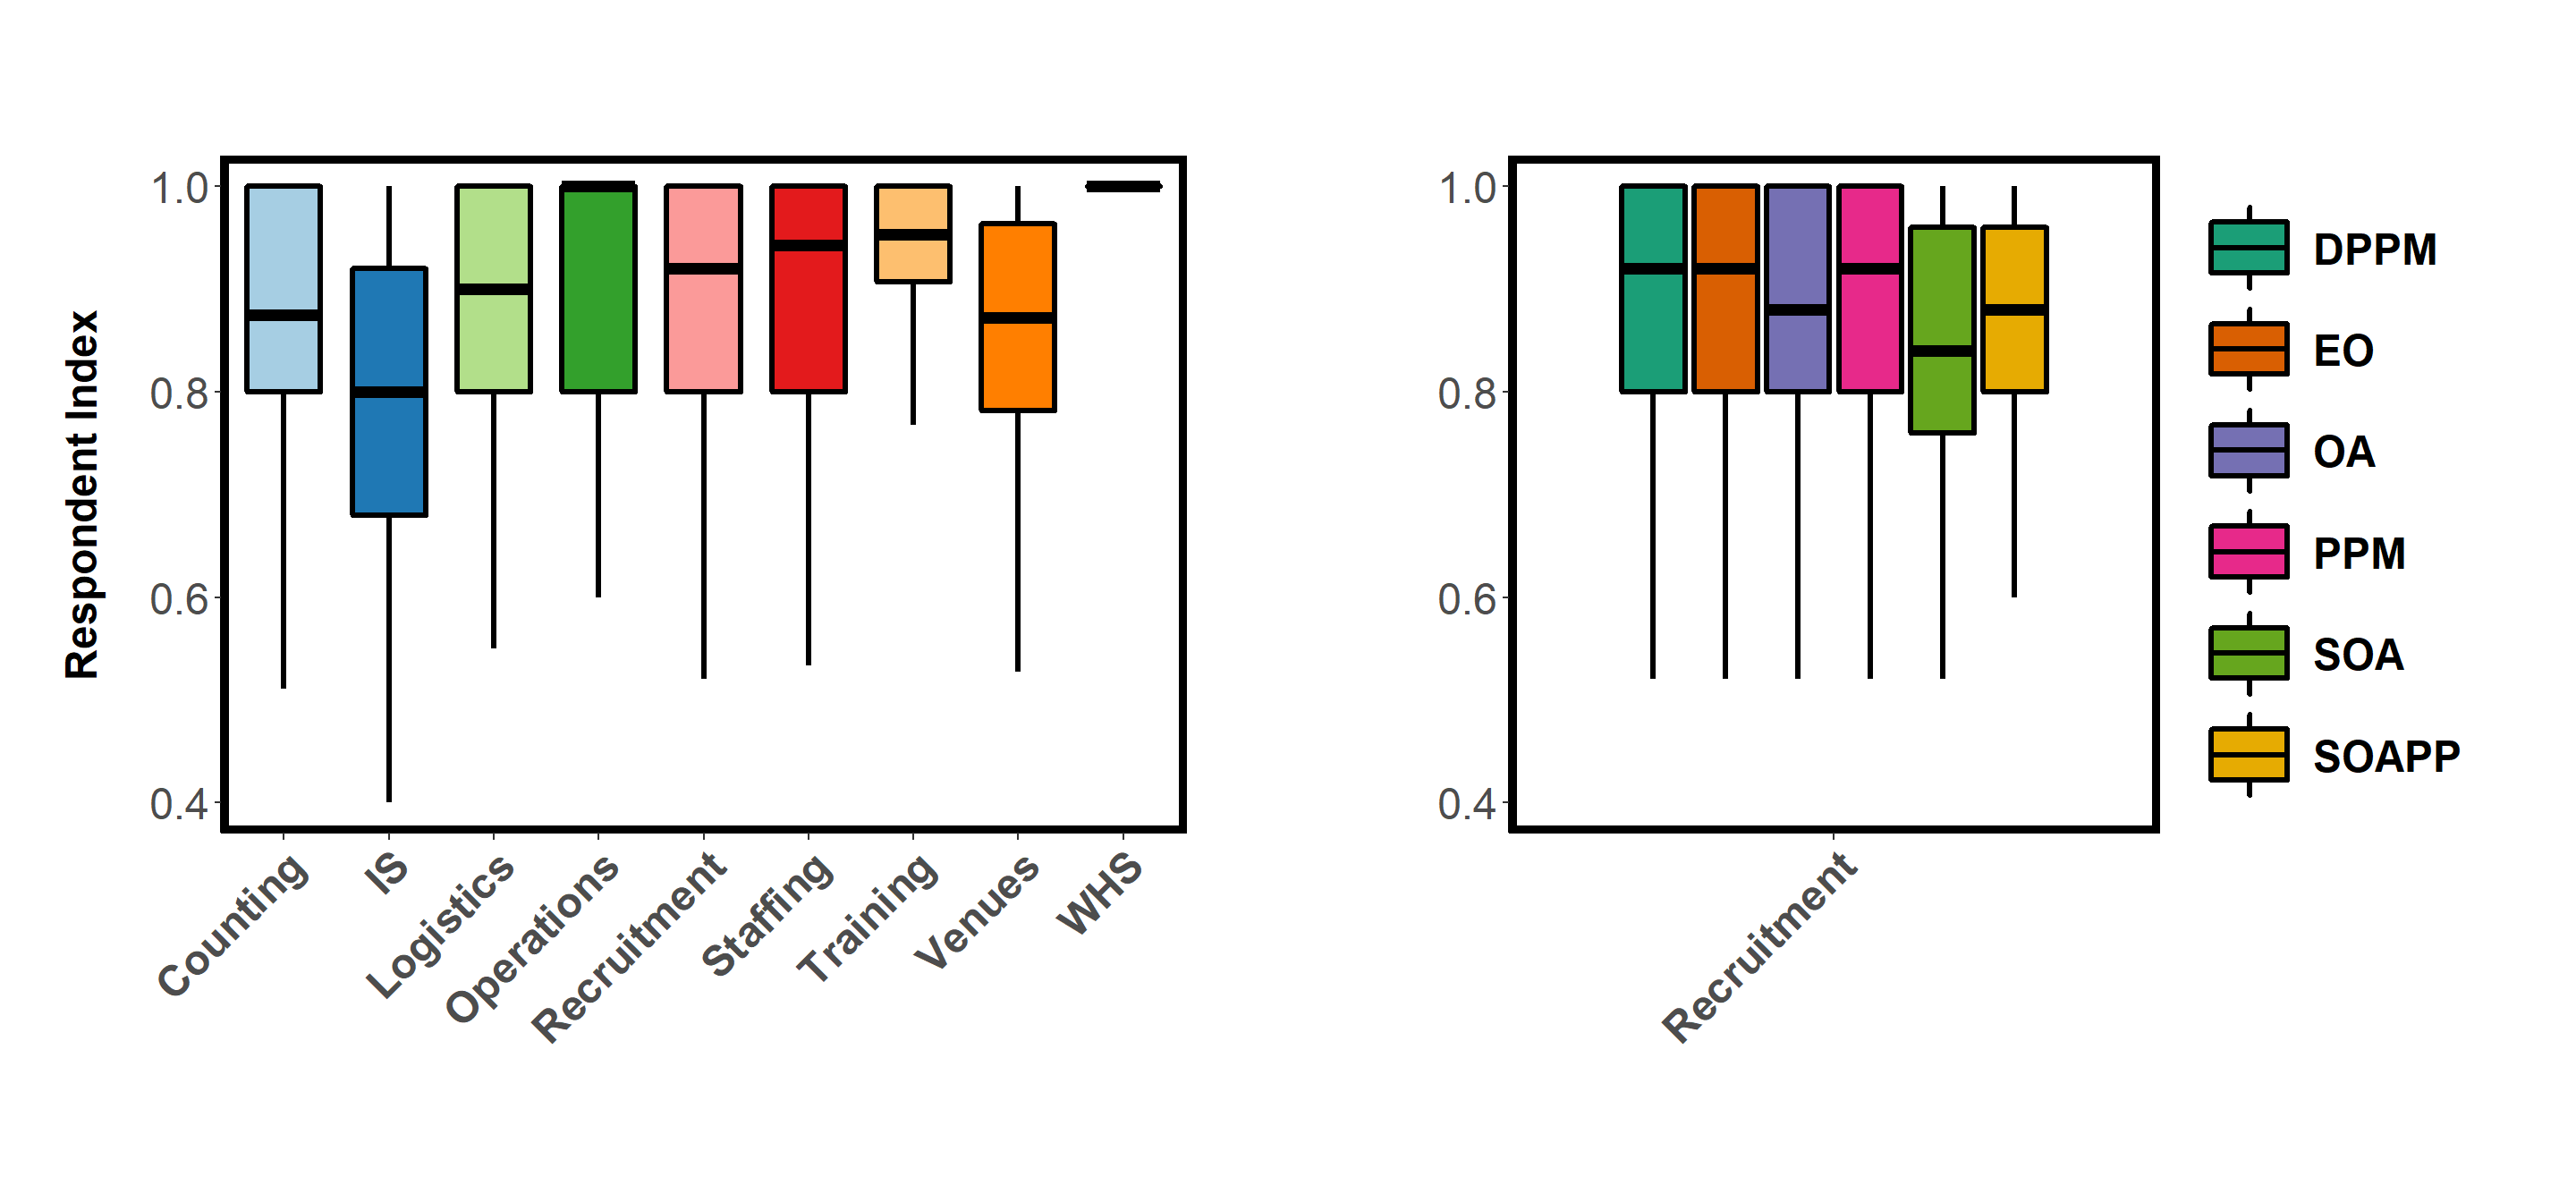 Respondent Index
1.0
0.8
0.6
0.4
Counting
IS
Logistics
Operations
Recruitment
Staffing
Training
Venues
WHS
1.0
0.8
0.6
0.4
Recruitment
DPPM
EO
OA
PPM
SOA
SOAPP